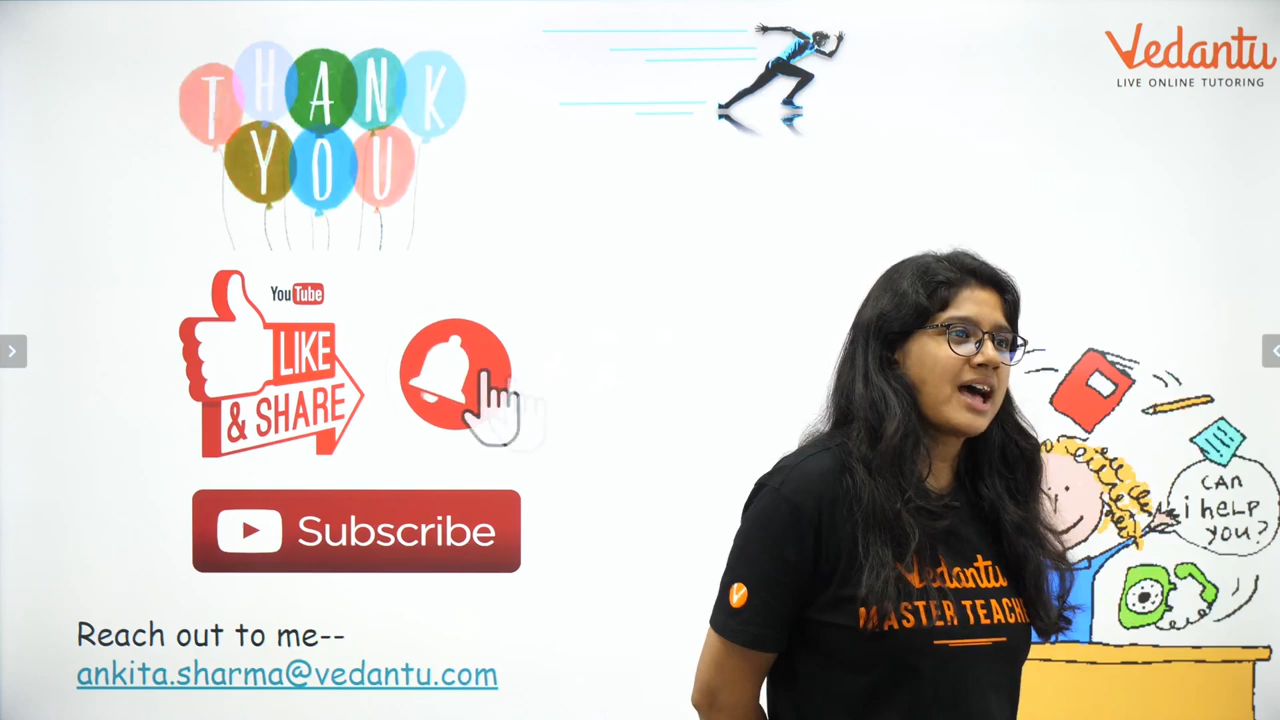 THANK
YOU
Vedantu
LIVE ONLINE TUTORING
YouTube
LIKE
& SHARE
Subscribe
CAN
i hELP
YOU?
Vedantu
MASTER TEACHE
Reach out to me--
ankita.sharma@vedantu.com